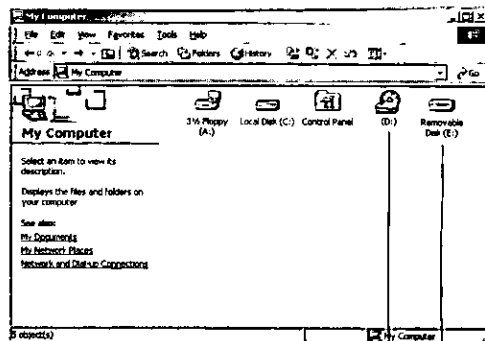 My Computer
File Edit View Favorites Tools Help
Search Folders History
Address My Computer Go
My Computer
Select an item to view its
description.
Displays the files and folders on
your computer
See also:
My Documents
My Network Places
Network and Dial-up Connections
3½ Floppy
(A:)
Local Disk (C:)
Control Panel
(D:)
Removable
Disk (E:)
5 object(s)
My Computer